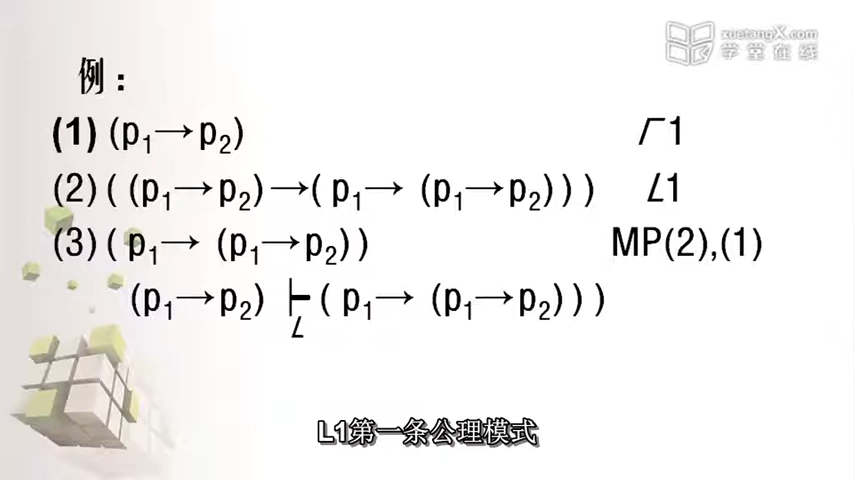 xuetangX.com
学堂在线
例：
(1) (p₁→p₂) Γ1
(2) ( (p₁→p₂)→( p₁→ (p₁→p₂) ) ) L1
(3) ( p₁→ (p₁→p₂) ) MP(2),(1)
(p₁→p₂) ⊢L ( p₁→ (p₁→p₂) ) )
L1第一条公理模式